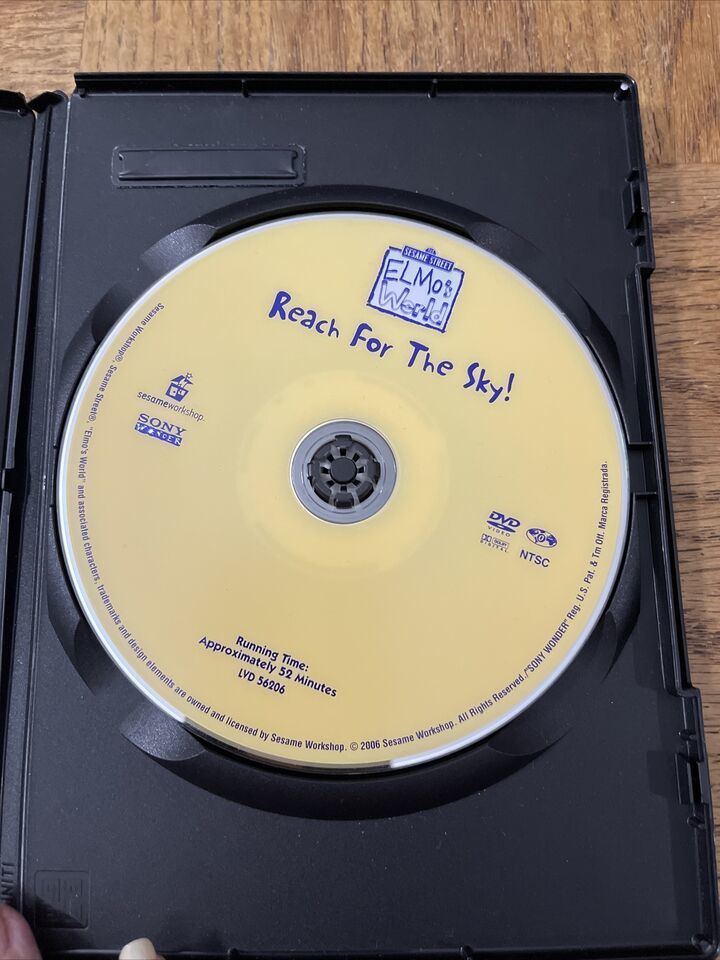 SESAME STREET
ELMO's
World
Reach For The Sky!
sesameworkshop
SONY
WONDER
DVD
VIDEO
DOLBY
DIGITAL
NTSC
Running Time:
Approximately 52 Minutes
LVD 56206
Sesame Workshop®, Sesame Street®, "Elmo's World" and associated characters, trademarks and design elements are owned and licensed by Sesame Workshop. © 2006 Sesame Workshop. All Rights Reserved./"SONY WONDER" Reg. U.S. Pat. & Tm Off. Marca Registrada.